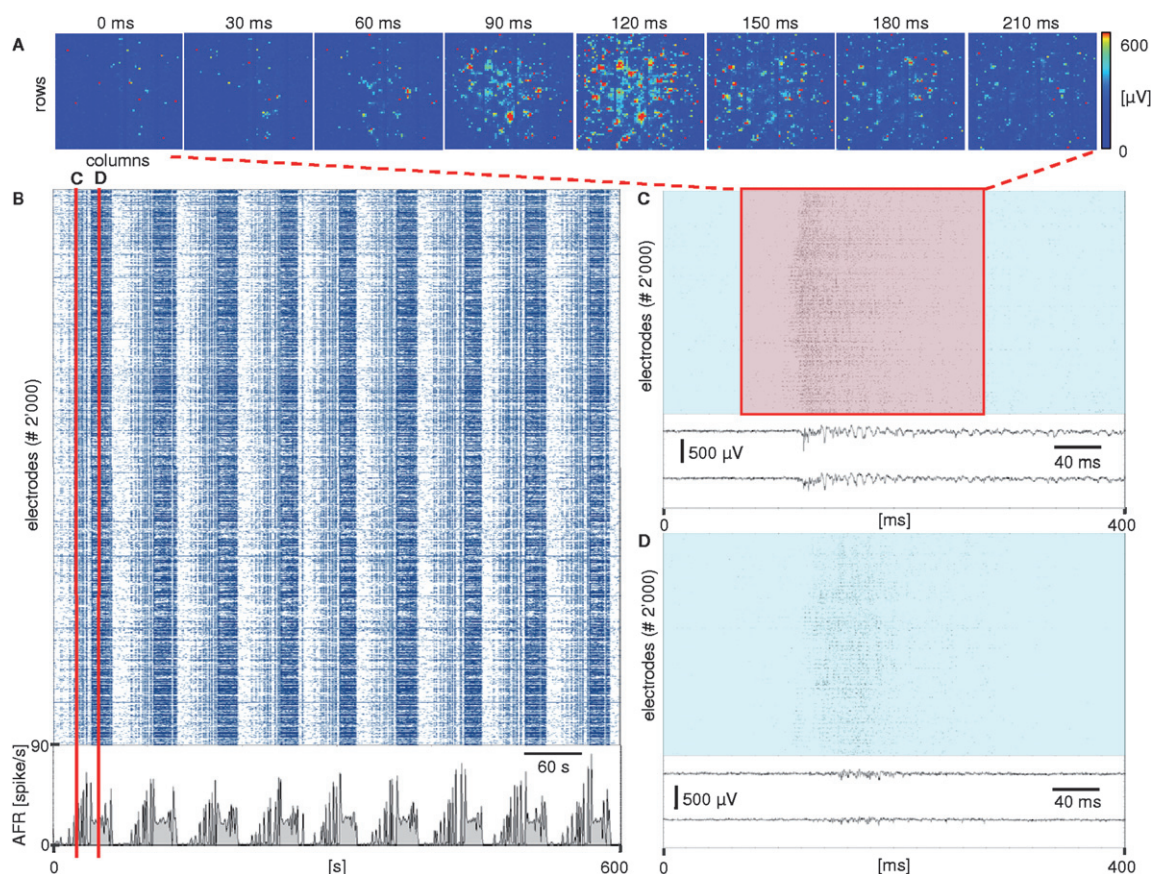 0 ms 30 ms 60 ms 90 ms 120 ms 150 ms 180 ms 210 ms
A
rows
600
[µV]
0
columns
C D
B
electrodes (# 2'000)
90
AFR [spike/s]
0
60 s
0 [s] 600
C
electrodes (# 2'000)
500 µV
40 ms
0 [ms] 400
D
electrodes (# 2'000)
500 µV
40 ms
0 [ms] 400